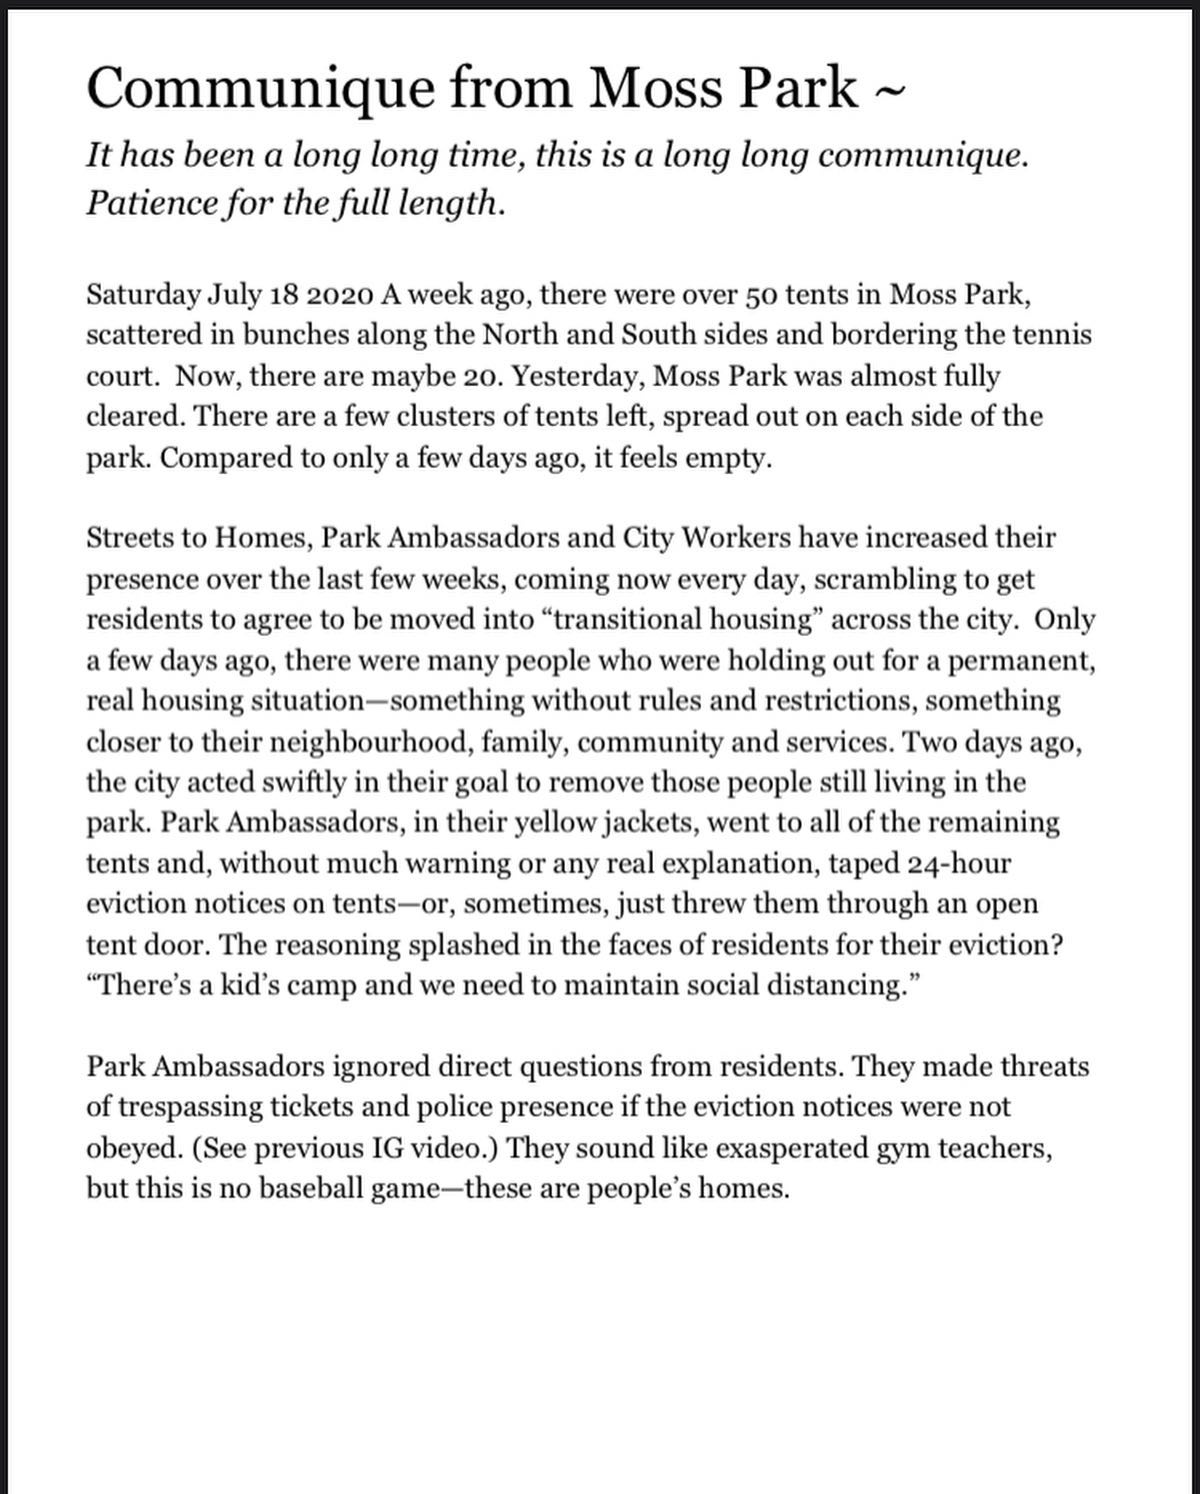 Communique from Moss Park ~
It has been a long long time, this is a long long communique.
Patience for the full length.
Saturday July 18 2020 A week ago, there were over 50 tents in Moss Park,
scattered in bunches along the North and South sides and bordering the tennis
court.  Now, there are maybe 20. Yesterday, Moss Park was almost fully
cleared. There are a few clusters of tents left, spread out on each side of the
park. Compared to only a few days ago, it feels empty.
Streets to Homes, Park Ambassadors and City Workers have increased their
presence over the last few weeks, coming now every day, scrambling to get
residents to agree to be moved into “transitional housing” across the city.  Only
a few days ago, there were many people who were holding out for a permanent,
real housing situation—something without rules and restrictions, something
closer to their neighbourhood, family, community and services. Two days ago,
the city acted swiftly in their goal to remove those people still living in the
park. Park Ambassadors, in their yellow jackets, went to all of the remaining
tents and, without much warning or any real explanation, taped 24-hour
eviction notices on tents—or, sometimes, just threw them through an open
tent door. The reasoning splashed in the faces of residents for their eviction?
“There’s a kid’s camp and we need to maintain social distancing.”
Park Ambassadors ignored direct questions from residents. They made threats
of trespassing tickets and police presence if the eviction notices were not
obeyed. (See previous IG video.) They sound like exasperated gym teachers,
but this is no baseball game—these are people’s homes.